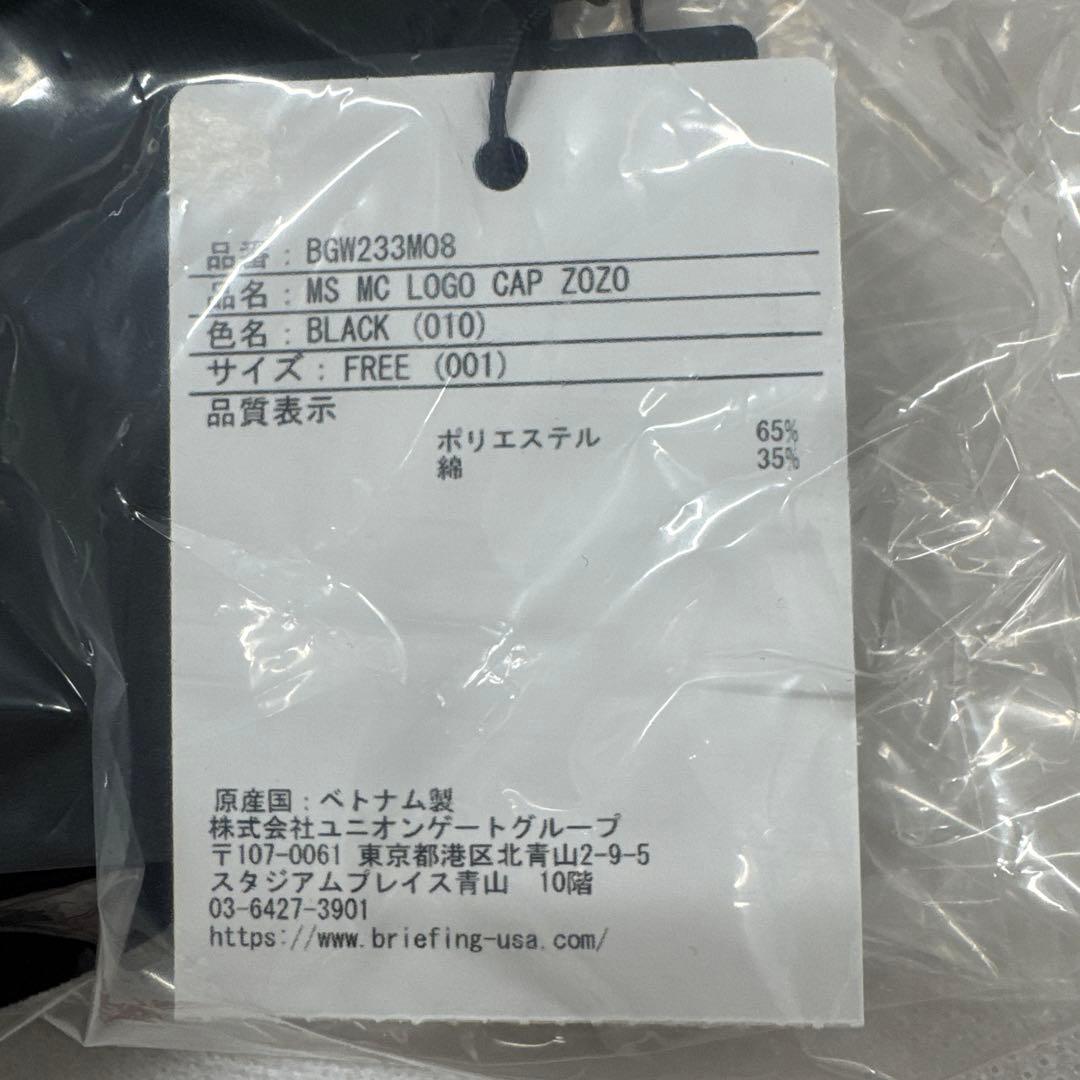 品番：BGW233M08
品名：MS MC LOGO CAP ZOZO
色名：BLACK (010)
サイズ：FREE (001)
品質表示
ポリエステル 65%
綿 35%
原産国：ベトナム製
株式会社ユニオンゲートグループ
〒107-0061 東京都港区北青山2-9-5
スタジアムプレイス青山　10階
03-6427-3901
https://www.briefing-usa.com/